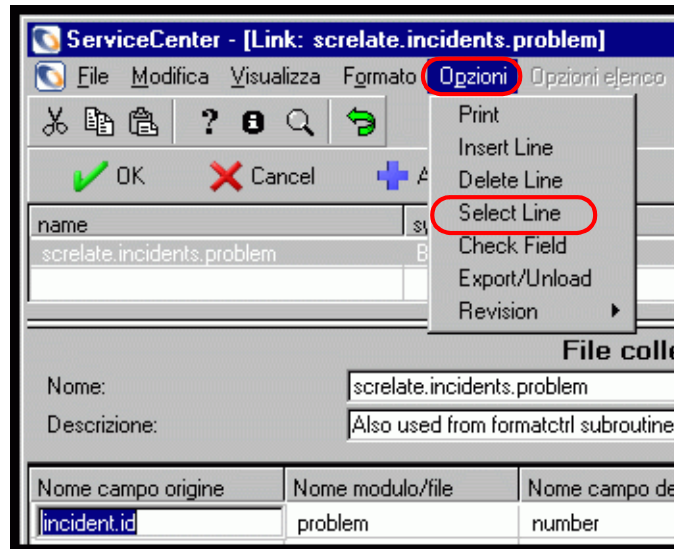 ServiceCenter - [Link: screlate.incidents.problem]
File Modifica Visualizza Formato Opzioni Opzioni elenco
Print
Insert Line
Delete Line
Select Line
Check Field
Export/Unload
Revision
OK Cancel A
name
screlate.incidents.problem B
File colle
Nome: screlate.incidents.problem
Descrizione: Also used from formatctrl subroutine
Nome campo origine Nome modulo/file Nome campo de
incident.id problem number